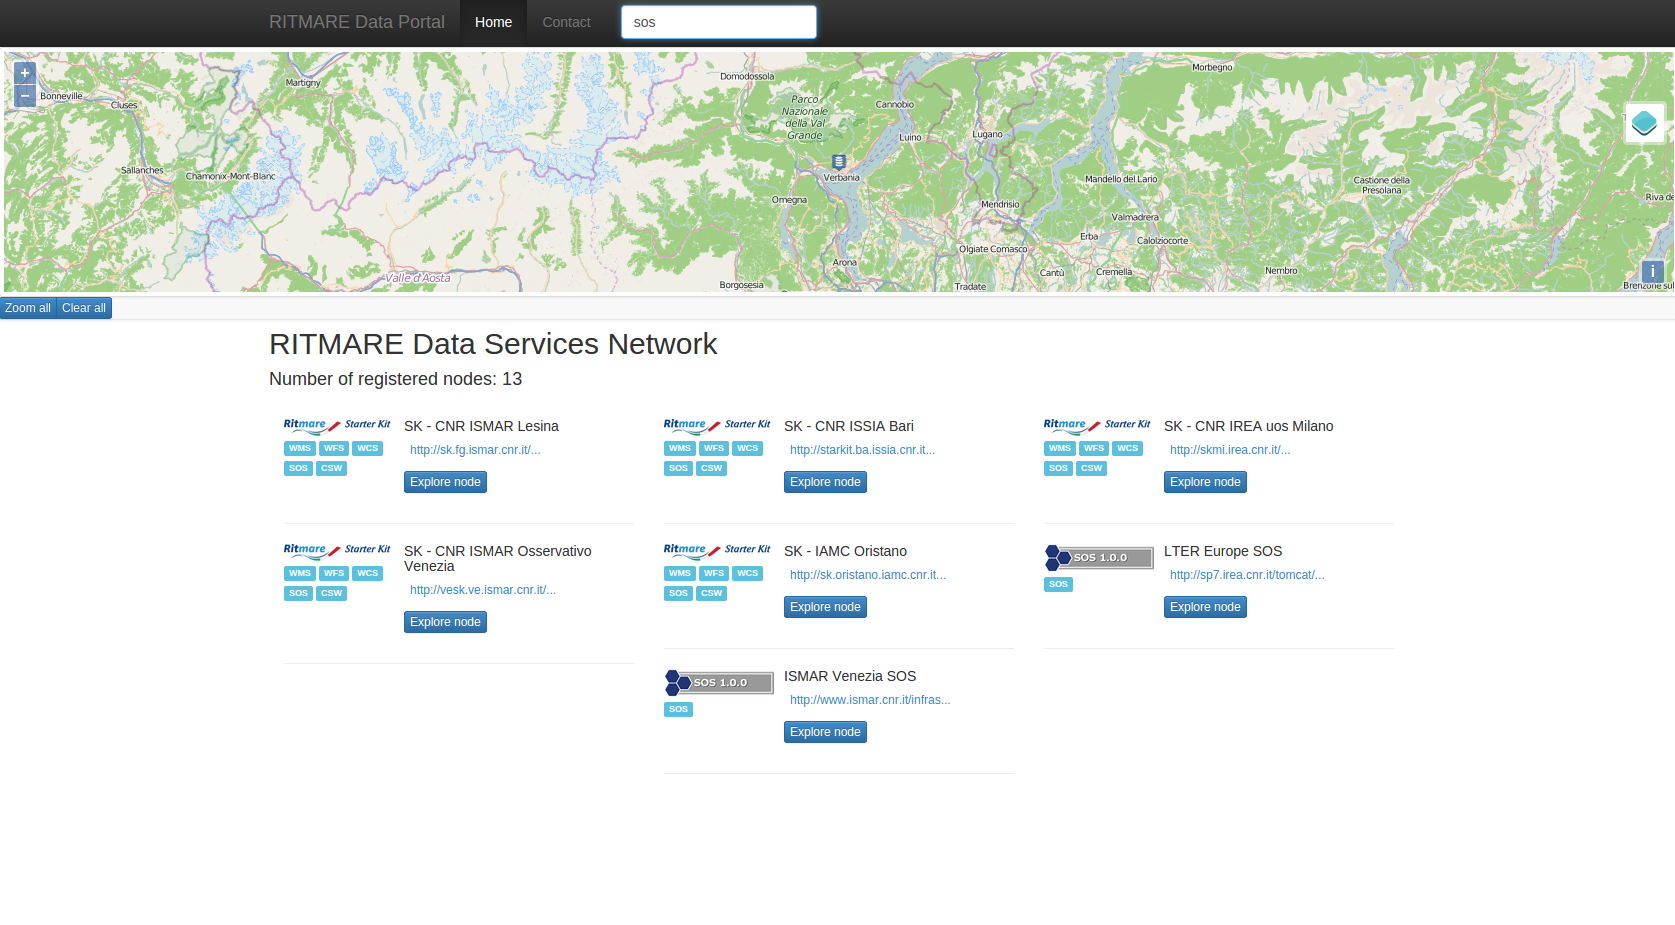 RITMARE Data Portal
Home
Contact
sos
+
−
Bonneville
Cluses
Martigny
Sallanches
Chamonix-Mont-Blanc
Valle d'Aosta
Domodossola
Parco
Nazionale
della Val
Grande
Cannobio
Luino
Lugano
Morbegno
Verbania
Omegna
Mendrisio
Mandello del Lario
Castione della
Presolana
Riva de
Valmadrera
Erba
Calolziocorte
Olgiate Comasco
Arona
Cantù
Cremella
Nembro
Borgosesia
Tradate
Brenzone sul
i
Zoom all
Clear all
RITMARE Data Services Network
Number of registered nodes: 13
Ritmare Starter Kit
WMS WFS WCS
SOS CSW
SK - CNR ISMAR Lesina
http://sk.fg.ismar.cnr.it/...
Explore node
Ritmare Starter Kit
WMS WFS WCS
SOS CSW
SK - CNR ISSIA Bari
http://starkit.ba.issia.cnr.it...
Explore node
Ritmare Starter Kit
WMS WFS WCS
SOS CSW
SK - CNR IREA uos Milano
http://skmi.irea.cnr.it/...
Explore node
Ritmare Starter Kit
WMS WFS WCS
SOS CSW
SK - CNR ISMAR Osservativo
Venezia
http://vesk.ve.ismar.cnr.it/...
Explore node
Ritmare Starter Kit
WMS WFS WCS
SOS CSW
SK - IAMC Oristano
http://sk.oristano.iamc.cnr.it...
Explore node
SOS 1.0.0
SOS
LTER Europe SOS
http://sp7.irea.cnr.it/tomcat/...
Explore node
SOS 1.0.0
SOS
ISMAR Venezia SOS
http://www.ismar.cnr.it/infras...
Explore node